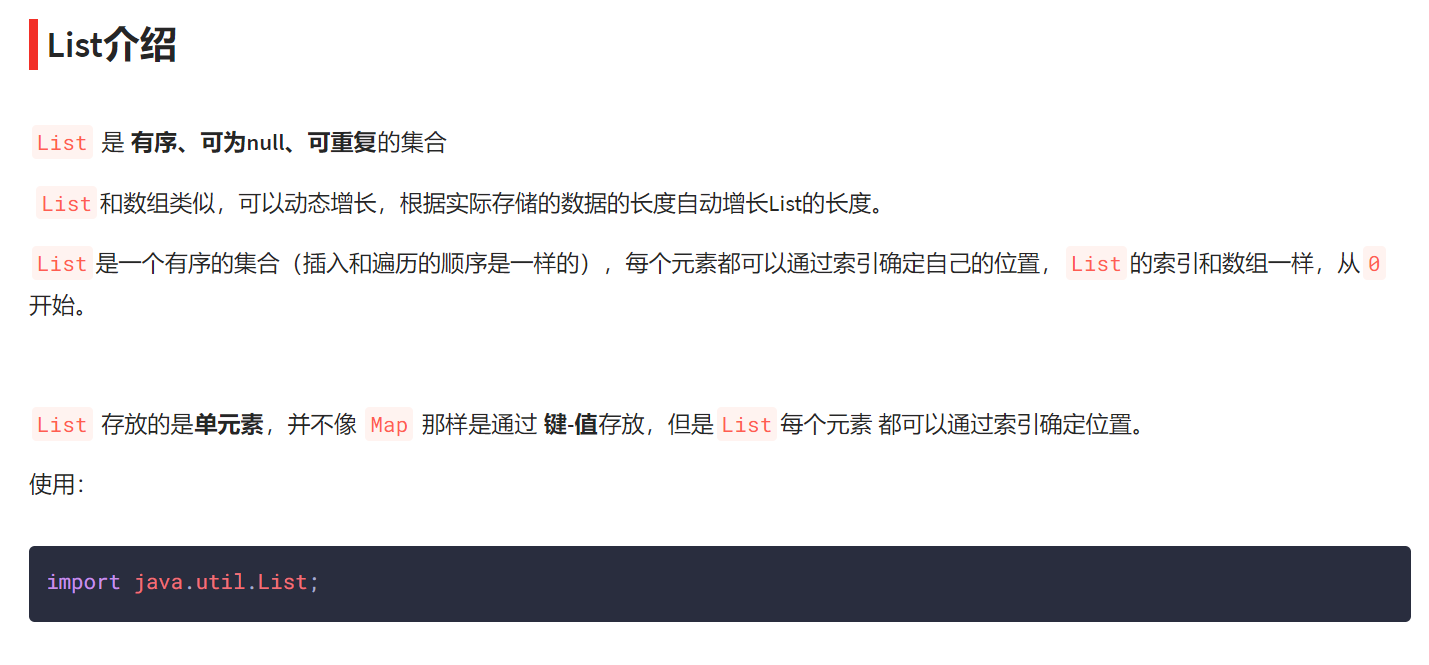 List介绍
List 是 有序、可为null、可重复的集合
List和数组类似，可以动态增长，根据实际存储的数据的长度自动增长List的长度。
List是一个有序的集合（插入和遍历的顺序是一样的），每个元素都可以通过索引确定自己的位置，List的索引和数组一样，从0
开始。
List 存放的是单元素，并不像 Map 那样是通过 键-值存放，但是List每个元素 都可以通过索引确定位置。
使用：
import java.util.List;